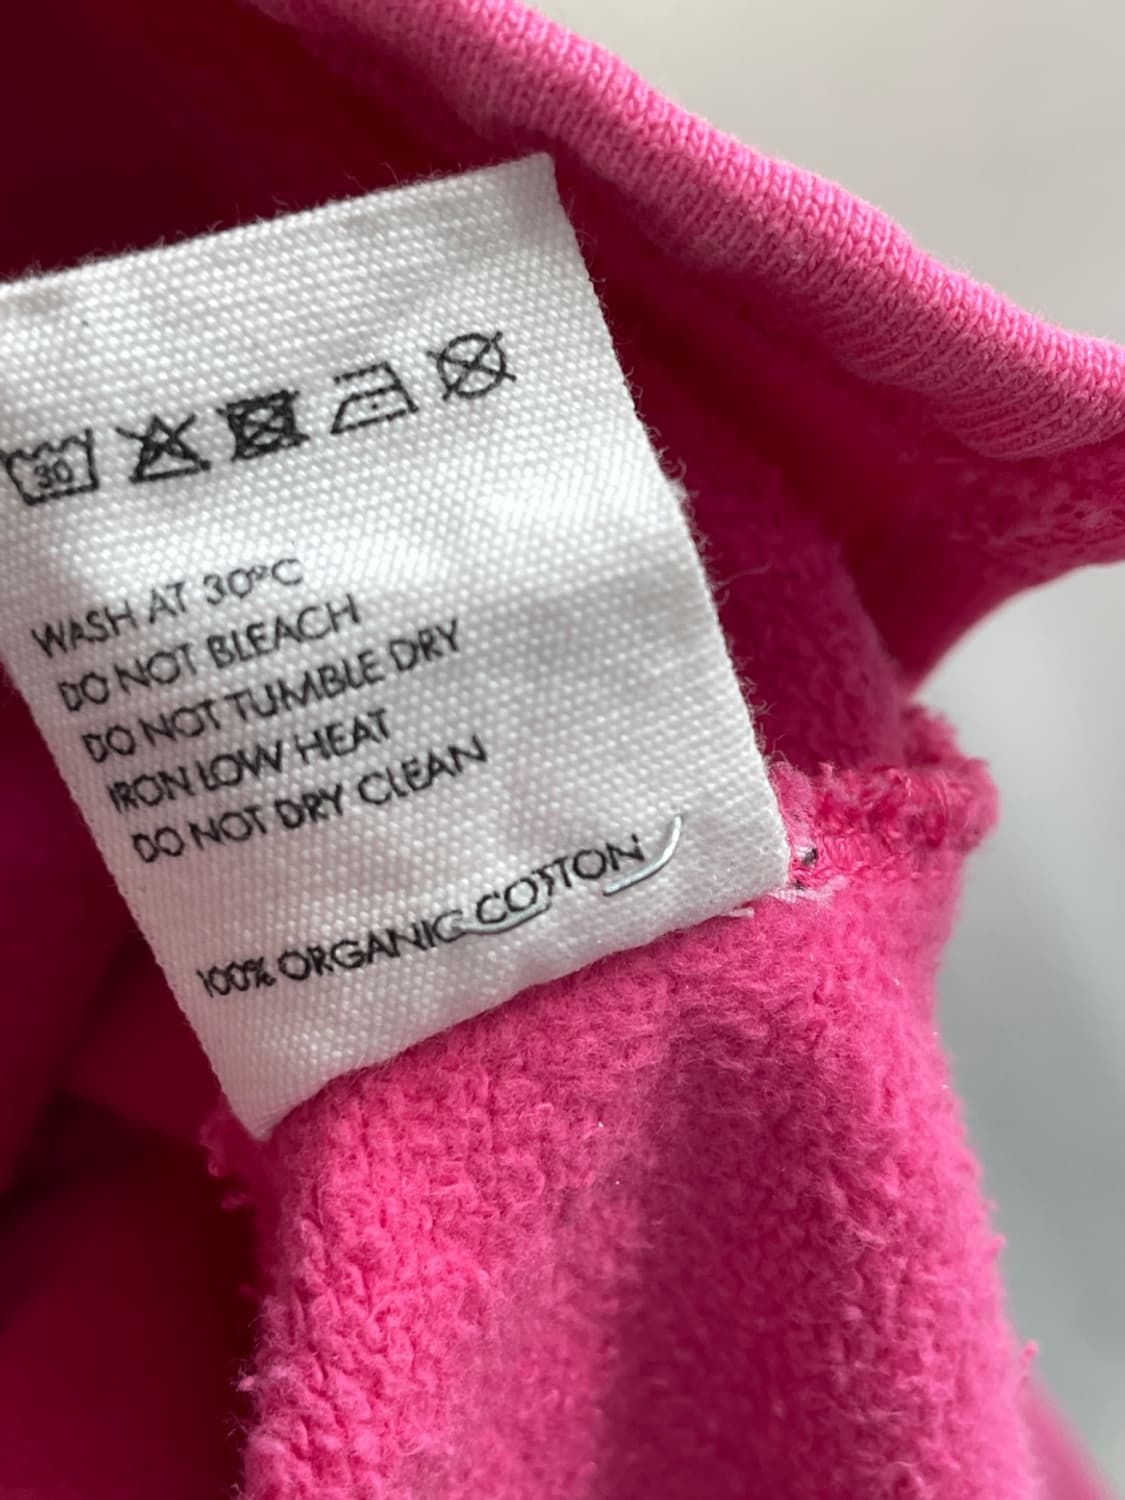 30
WASH AT 30°C
DO NOT BLEACH
DO NOT TUMBLE DRY
IRON LOW HEAT
DO NOT DRY CLEAN
100% ORGANIC COTTON